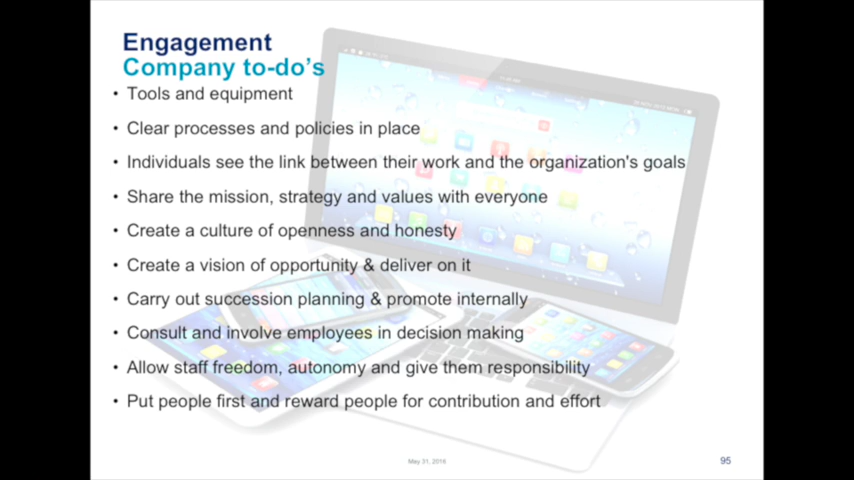 Engagement
Company to-do's
• Tools and equipment
• Clear processes and policies in place
• Individuals see the link between their work and the organization's goals
• Share the mission, strategy and values with everyone
• Create a culture of openness and honesty
• Create a vision of opportunity & deliver on it
• Carry out succession planning & promote internally
• Consult and involve employees in decision making
• Allow staff freedom, autonomy and give them responsibility
• Put people first and reward people for contribution and effort
May 31, 2016
95